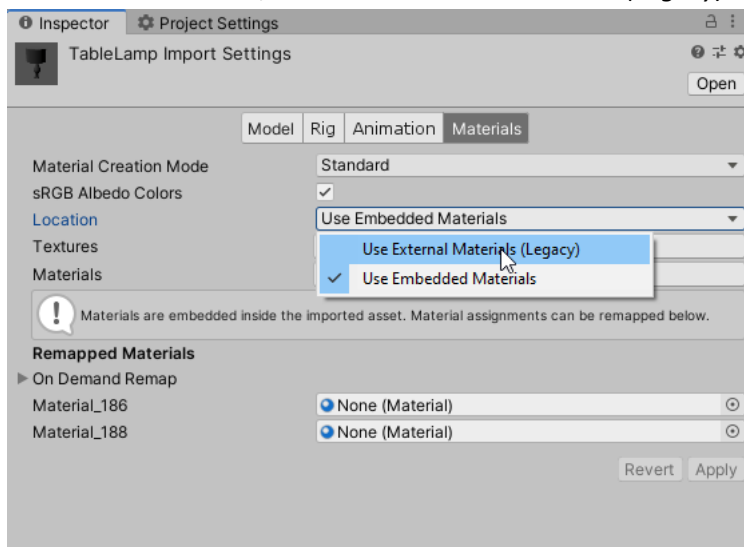 Inspector Project Settings
TableLamp Import Settings
Open
Model Rig Animation Materials
Material Creation Mode Standard
sRGB Albedo Colors
Location Use Embedded Materials
Textures Use External Materials (Legacy)
Materials Use Embedded Materials
Materials are embedded inside the imported asset. Material assignments can be remapped below.
Remapped Materials
On Demand Remap
Material_186 None (Material)
Material_188 None (Material)
Revert Apply